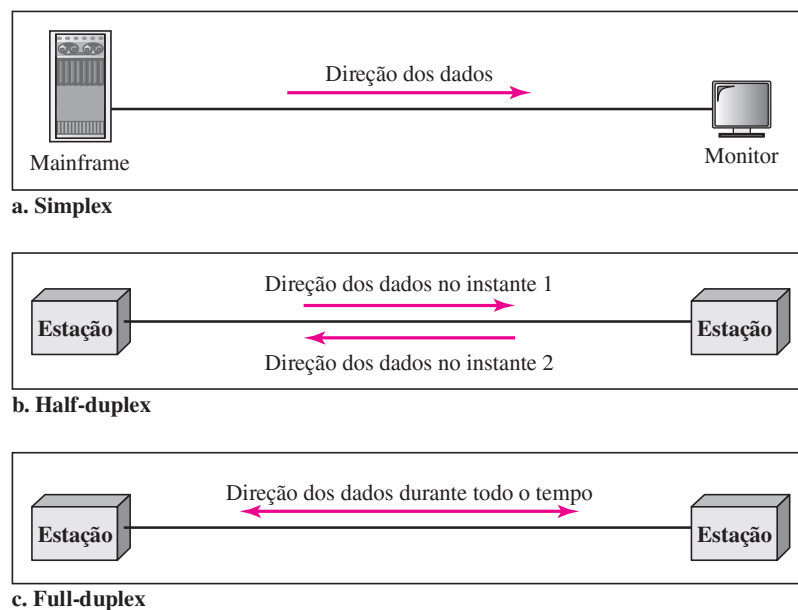 Direção dos dados
Mainframe
Monitor
a. Simplex
Direção dos dados no instante 1
Estação
Estação
Direção dos dados no instante 2
b. Half-duplex
Direção dos dados durante todo o tempo
Estação
Estação
c. Full-duplex